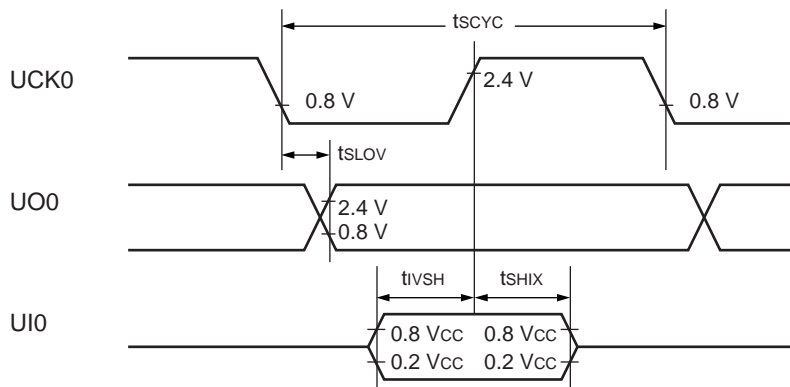 tSCYC
UCK0
0.8 V
2.4 V
0.8 V
tSLOV
UO0
2.4 V
0.8 V
tIVSH
tSHIX
UI0
0.8 VCC
0.8 VCC
0.2 VCC
0.2 VCC